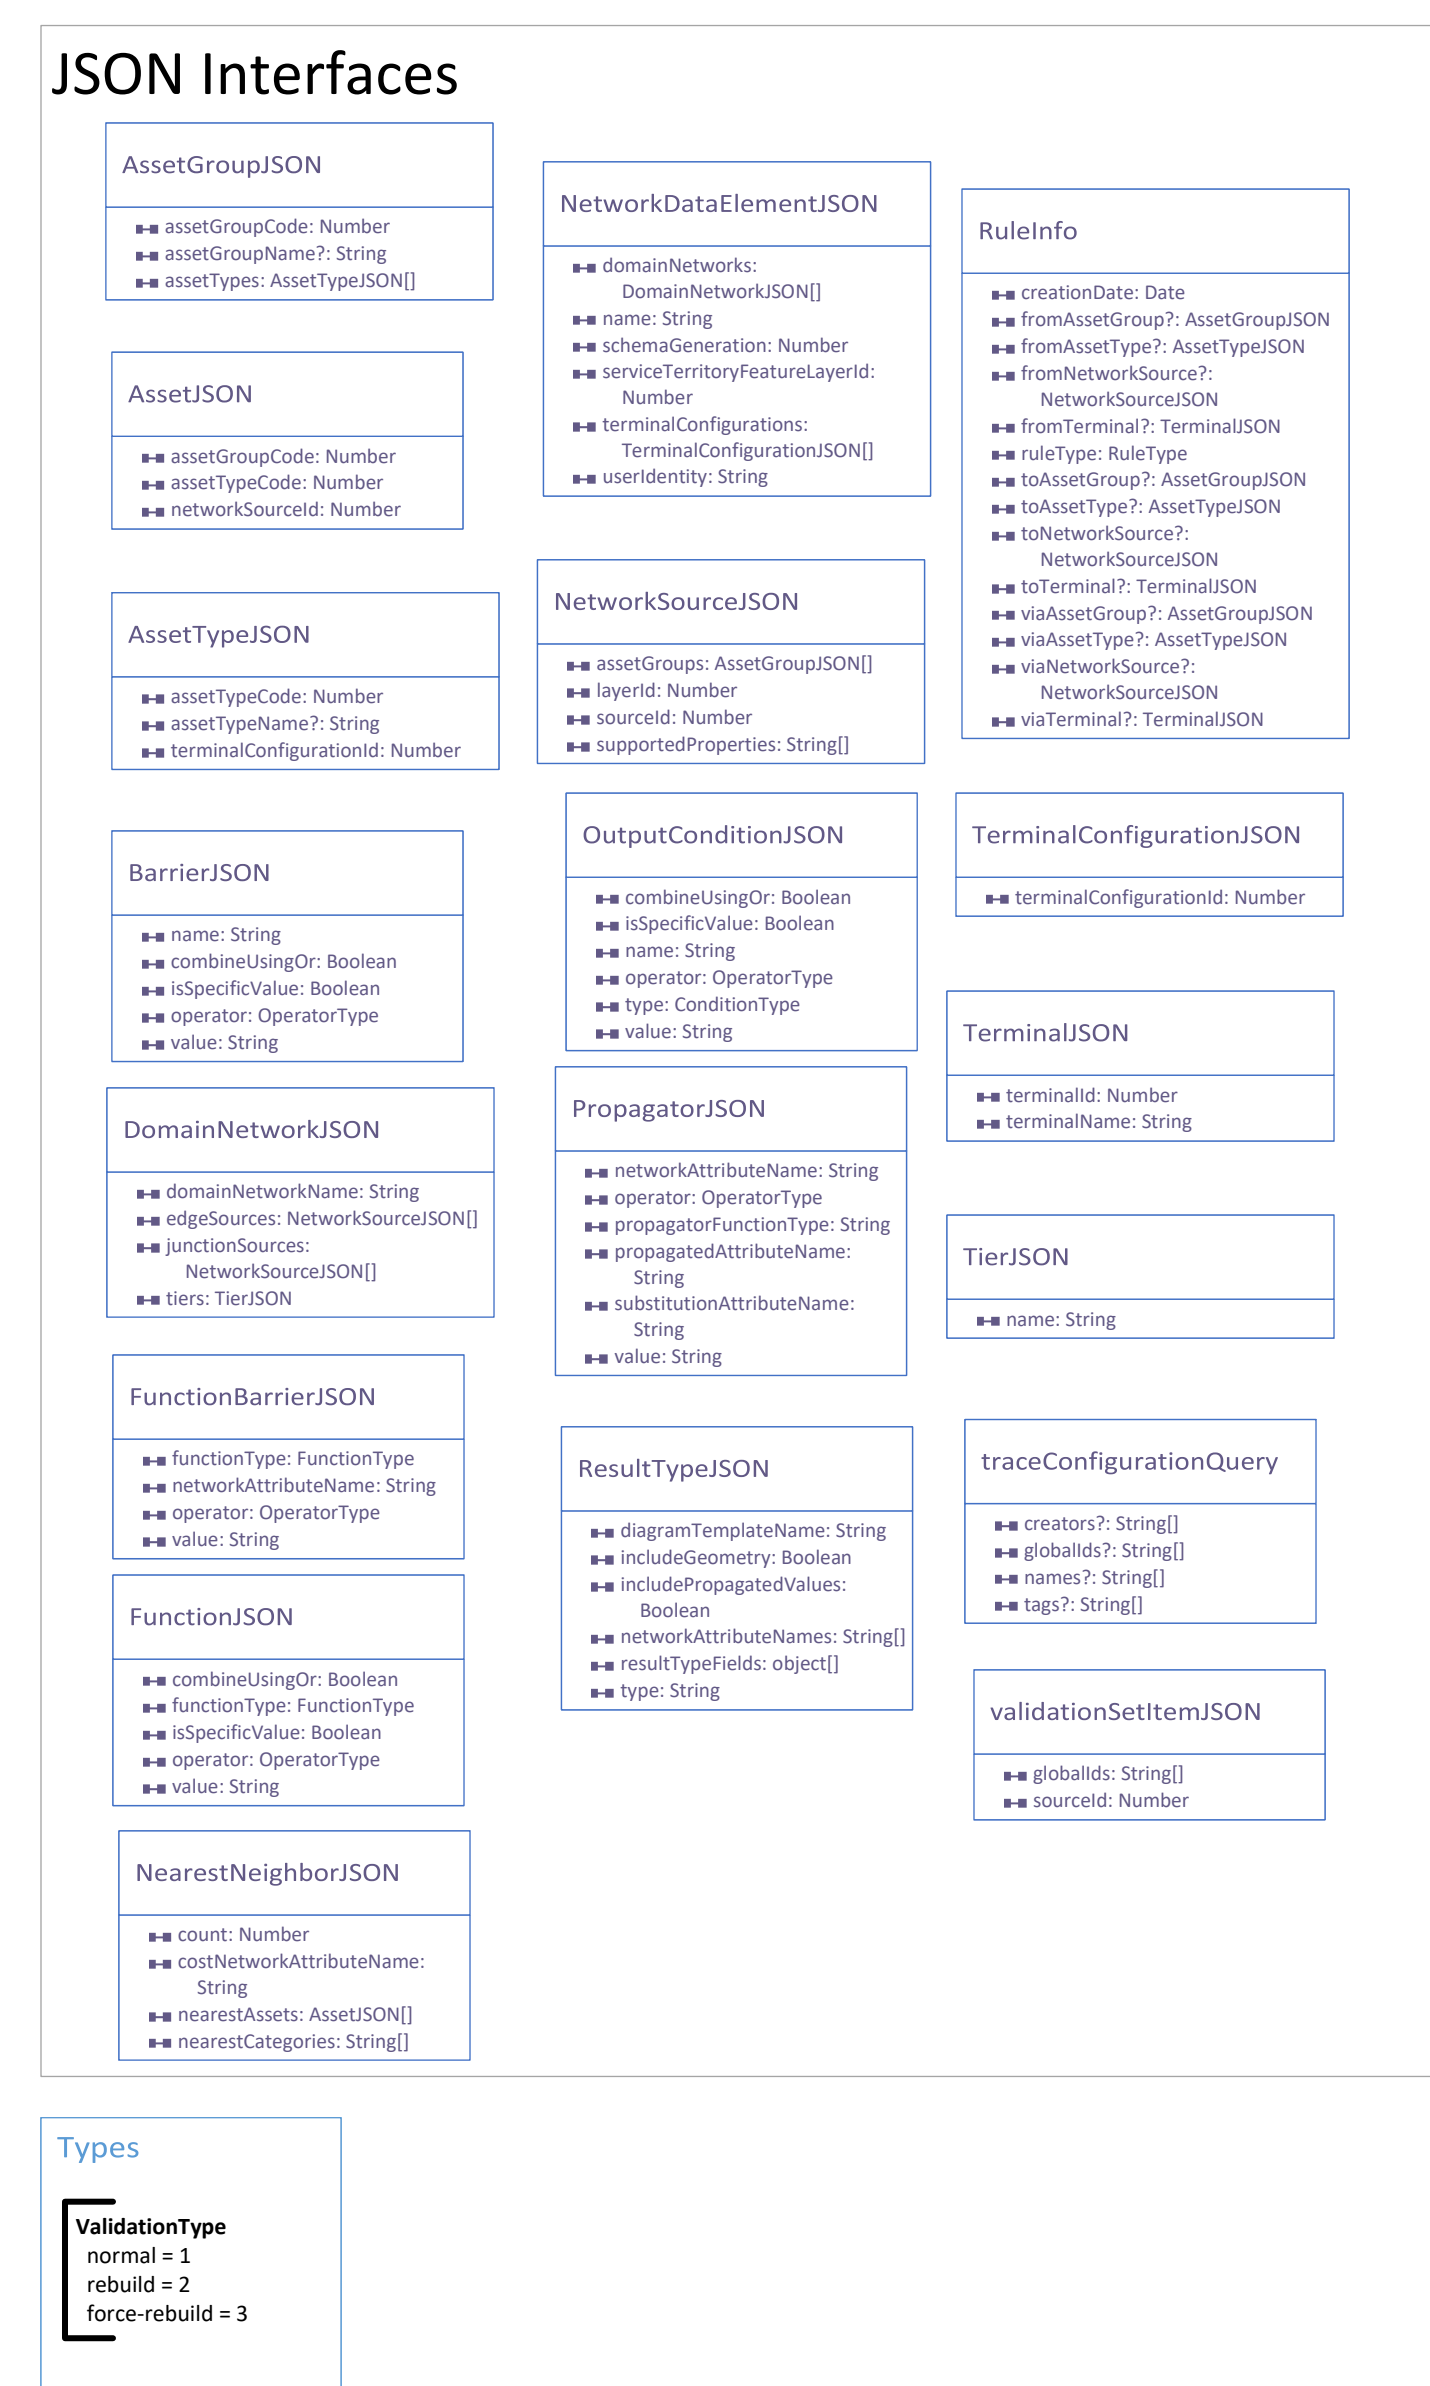 JSON Interfaces
AssetGroupJSON
assetGroupCode: Number
assetGroupName?: String
assetTypes: AssetTypeJSON[]
AssetJSON
assetGroupCode: Number
assetTypeCode: Number
networkSourceId: Number
AssetTypeJSON
assetTypeCode: Number
assetTypeName?: String
terminalConfigurationId: Number
BarrierJSON
name: String
combineUsingOr: Boolean
isSpecificValue: Boolean
operator: OperatorType
value: String
DomainNetworkJSON
domainNetworkName: String
edgeSources: NetworkSourceJSON[]
junctionSources:
NetworkSourceJSON[]
tiers: TierJSON
FunctionBarrierJSON
functionType: FunctionType
networkAttributeName: String
operator: OperatorType
value: String
FunctionJSON
combineUsingOr: Boolean
functionType: FunctionType
isSpecificValue: Boolean
operator: OperatorType
value: String
NearestNeighborJSON
count: Number
costNetworkAttributeName:
String
nearestAssets: AssetJSON[]
nearestCategories: String[]
NetworkDataElementJSON
domainNetworks:
DomainNetworkJSON[]
name: String
schemaGeneration: Number
serviceTerritoryFeatureLayerId:
Number
terminalConfigurations:
TerminalConfigurationJSON[]
userIdentity: String
NetworkSourceJSON
assetGroups: AssetGroupJSON[]
layerId: Number
sourceId: Number
supportedProperties: String[]
OutputConditionJSON
combineUsingOr: Boolean
isSpecificValue: Boolean
name: String
operator: OperatorType
type: ConditionType
value: String
PropagatorJSON
networkAttributeName: String
operator: OperatorType
propagatorFunctionType: String
propagatedAttributeName:
String
substitutionAttributeName:
String
value: String
ResultTypeJSON
diagramTemplateName: String
includeGeometry: Boolean
includePropagatedValues:
Boolean
networkAttributeNames: String[]
resultTypeFields: object[]
type: String
RuleInfo
creationDate: Date
fromAssetGroup?: AssetGroupJSON
fromAssetType?: AssetTypeJSON
fromNetworkSource?:
NetworkSourceJSON
fromTerminal?: TerminalJSON
ruleType: RuleType
toAssetGroup?: AssetGroupJSON
toAssetType?: AssetTypeJSON
toNetworkSource?:
NetworkSourceJSON
toTerminal?: TerminalJSON
viaAssetGroup?: AssetGroupJSON
viaAssetType?: AssetTypeJSON
viaNetworkSource?:
NetworkSourceJSON
viaTerminal?: TerminalJSON
TerminalConfigurationJSON
terminalConfigurationId: Number
TerminalJSON
terminalId: Number
terminalName: String
TierJSON
name: String
traceConfigurationQuery
creators?: String[]
globalIds?: String[]
names?: String[]
tags?: String[]
validationSetItemJSON
globalIds: String[]
sourceId: Number
Types
ValidationType
normal = 1
rebuild = 2
force-rebuild = 3